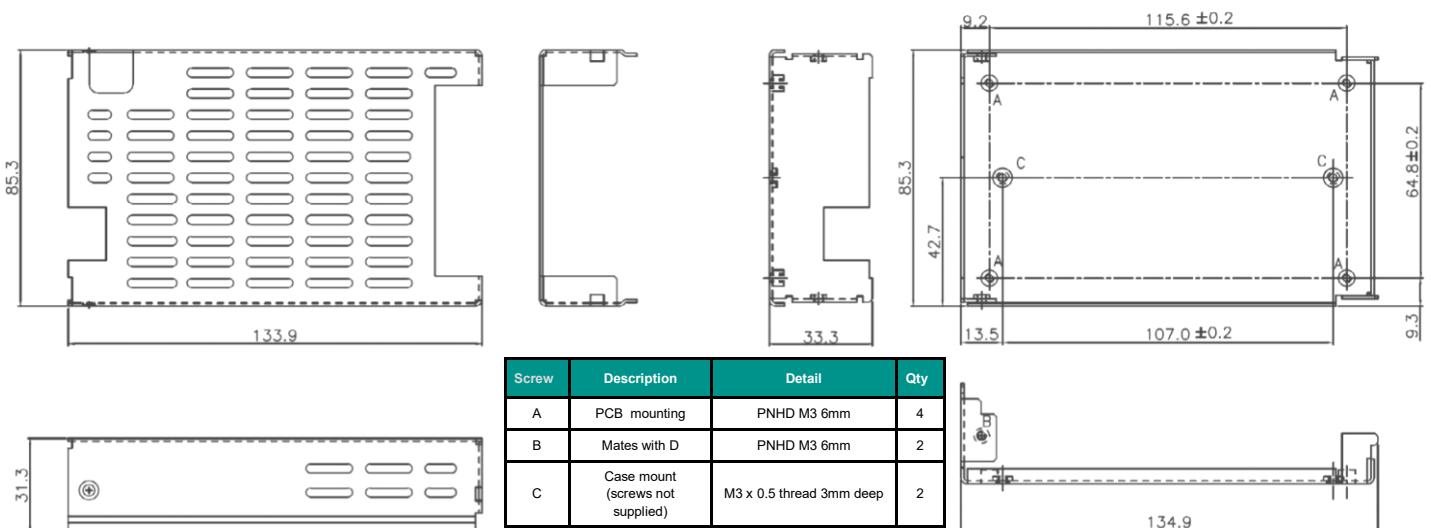 9.2
115.6 ±0.2
85.3
133.9
33.3
85.3
42.7
A
A
C
C
A
A
64.8±0.2
9.3
13.5
107.0 ±0.2
Screw Description Detail Qty
A PCB mounting PNHD M3 6mm 4
B Mates with D PNHD M3 6mm 2
C Case mount (screws not supplied) M3 x 0.5 thread 3mm deep 2
31.3
B
134.9